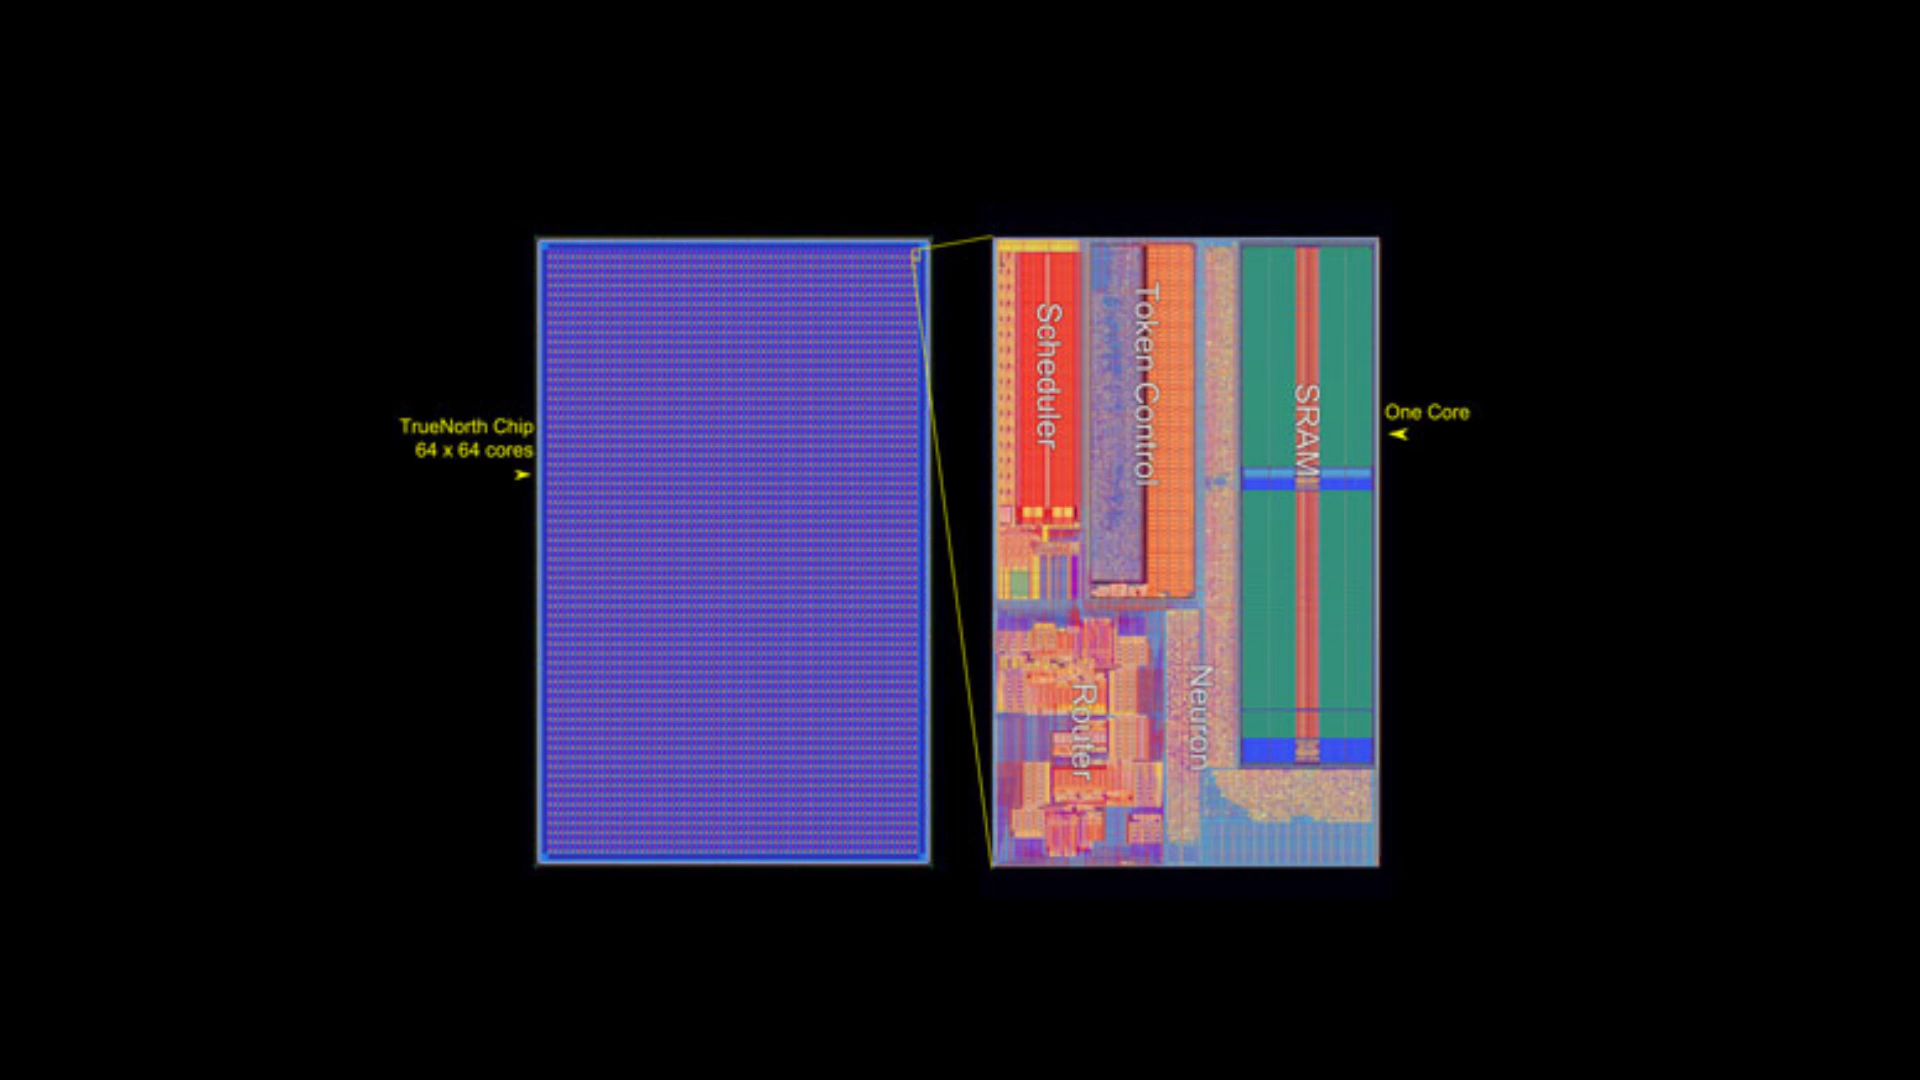 TrueNorth Chip
64 x 64 cores
Scheduler
Token Control
SRAM
One Core
Router
Neuron